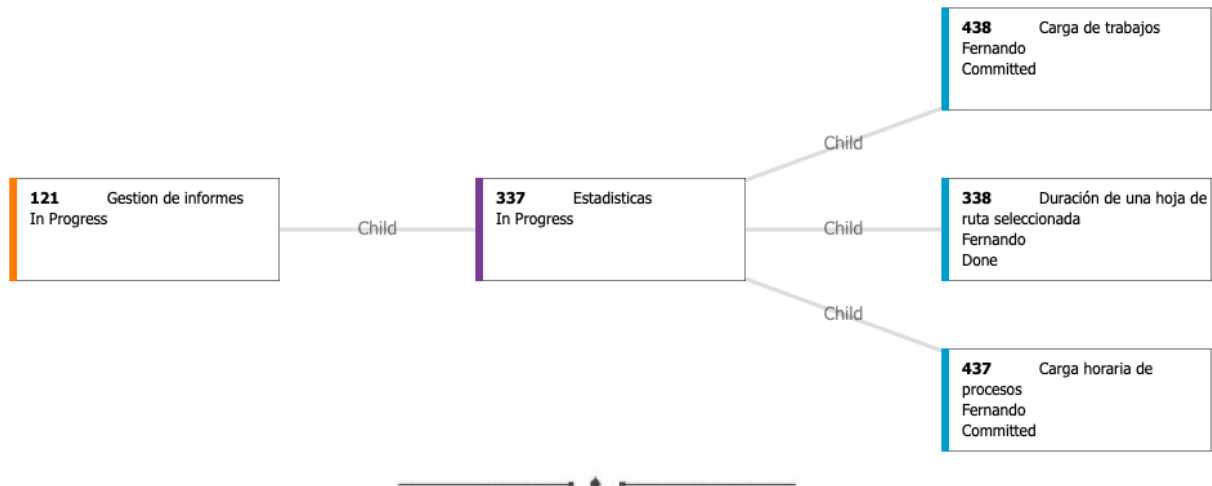 121 Gestion de informes
In Progress
Child
337 Estadisticas
In Progress
Child
438 Carga de trabajos
Fernando
Committed
Child
338 Duración de una hoja de
ruta seleccionada
Fernando
Done
Child
437 Carga horaria de
procesos
Fernando
Committed